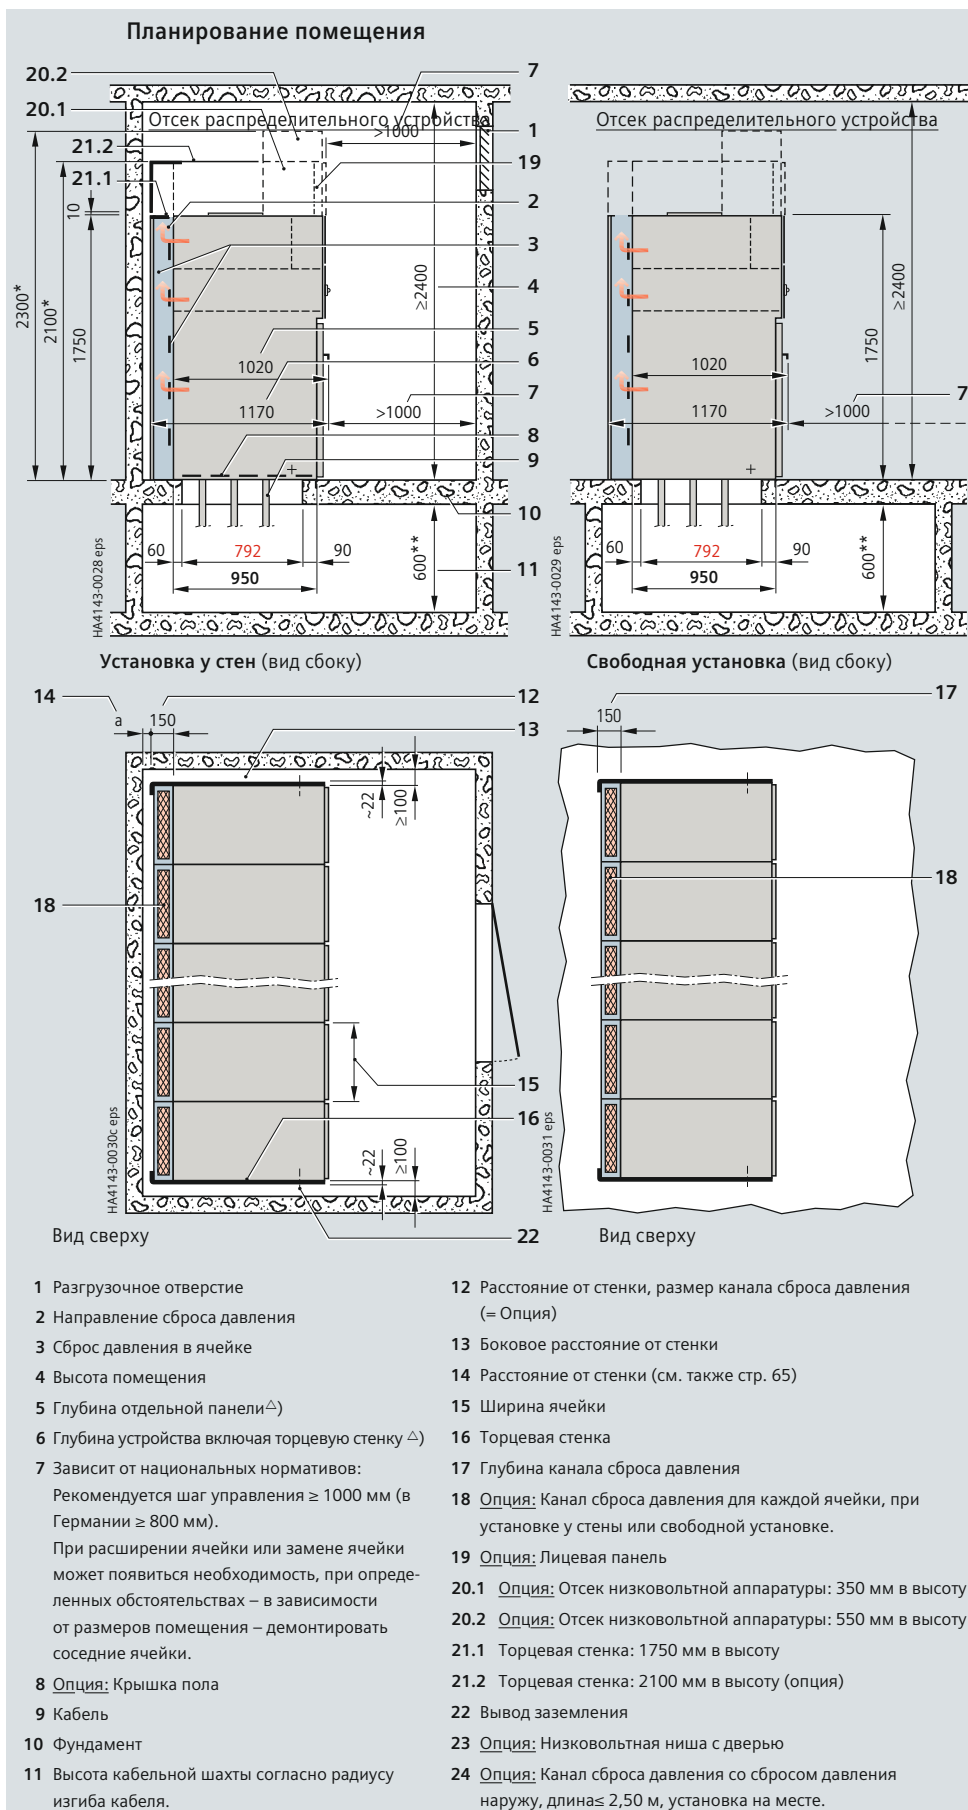 Планирование помещения
20.2
7
20.1
Отсек распределительного устройства
>1000
1
Отсек распределительного устройства
21.2
19
21.1
2
10
3
2300*
2100*
1750
≥2400
4
1750
≥2400
5
1020
6
1020
7
1170
>1000
1170
>1000
7
8
9
10
60
792
90
600**
11
60
792
90
600**
950
950
HA4143-0028 eps
HA4143-0029 eps
Установка у стен (вид сбоку)
Свободная установка (вид сбоку)
14
12
17
a
150
13
150
~22
≥100
18
18
15
16
~22
≥100
HA4143-0030c eps
HA4143-0031 eps
22
Вид сверху
Вид сверху
1 Разгрузочное отверстие
2 Направление сброса давления
3 Сброс давления в ячейке
4 Высота помещения
5 Глубина отдельной панели△)
6 Глубина устройства включая торцевую стенку △)
7 Зависит от национальных нормативов:
Рекомендуется шаг управления ≥ 1000 мм (в
Германии ≥ 800 мм).
При расширении ячейки или замене ячейки
может появиться необходимость, при опреде-
ленных обстоятельствах – в зависимости
от размеров помещения – демонтировать
соседние ячейки.
8 Опция: Крышка пола
9 Кабель
10 Фундамент
11 Высота кабельной шахты согласно радиусу
изгиба кабеля.
12 Расстояние от стенки, размер канала сброса давления
(= Опция)
13 Боковое расстояние от стенки
14 Расстояние от стенки (см. также стр. 65)
15 Ширина ячейки
16 Торцевая стенка
17 Глубина канала сброса давления
18 Опция: Канал сброса давления для каждой ячейки, при
установке у стены или свободной установке.
19 Опция: Лицевая панель
20.1 Опция: Отсек низковольтной аппаратуры: 350 мм в высоту
20.2 Опция: Отсек низковольтной аппаратуры: 550 мм в высоту
21.1 Торцевая стенка: 1750 мм в высоту
21.2 Торцевая стенка: 2100 мм в высоту (опция)
22 Вывод заземления
23 Опция: Низковольтная ниша с дверью
24 Опция: Канал сброса давления со сбросом давления
наружу, длина≤ 2,50 м, установка на месте.